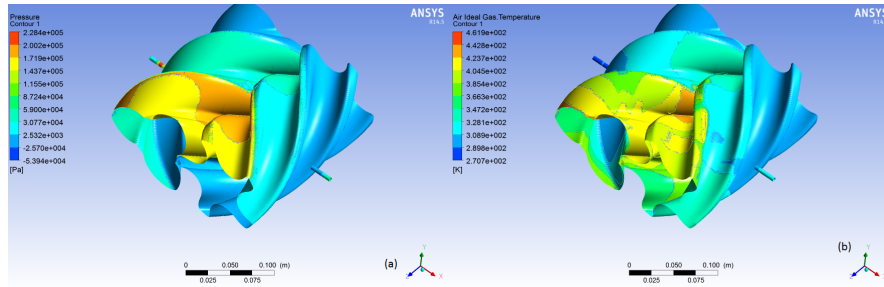 Pressure
Contour 1
2.284e+005
2.002e+005
1.719e+005
1.437e+005
1.155e+005
8.724e+004
5.900e+004
3.077e+004
2.532e+003
-2.570e+004
-5.394e+004
[Pa]
ANSYS
R14.5
0 0.050 0.100 (m)
0.025 0.075
(a)
Y
Z X
Air Ideal Gas.Temperature
Contour 1
4.619e+002
4.428e+002
4.237e+002
4.045e+002
3.854e+002
3.663e+002
3.472e+002
3.281e+002
3.089e+002
2.898e+002
2.707e+002
[K]
ANSYS
R14.5
0 0.050 0.100 (m)
0.025 0.075
(b)
Y
Z X